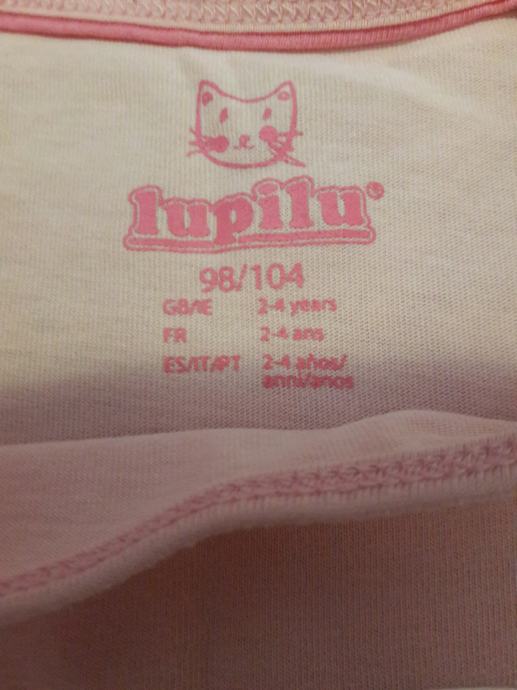 lupilu®
98/104
GB/IE 2-4 years
FR 2-4 ans
ES/IT/PT 2-4 años/
anni/anos